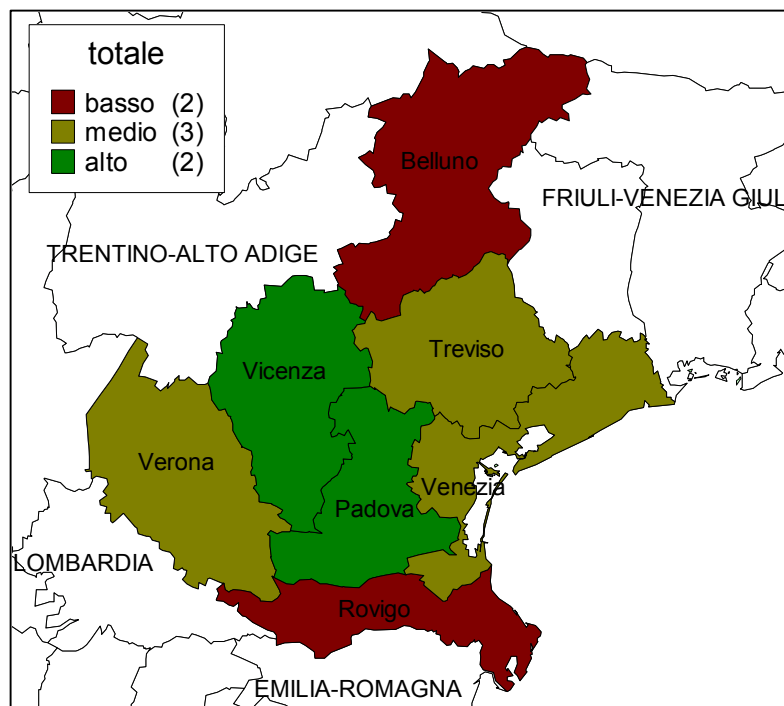 totale
basso (2)
medio (3)
alto (2)
Belluno
FRIULI-VENEZIA GIUL
TRENTINO-ALTO ADIGE
Treviso
Vicenza
Verona
Venezia
Padova
LOMBARDIA
Rovigo
EMILIA-ROMAGNA